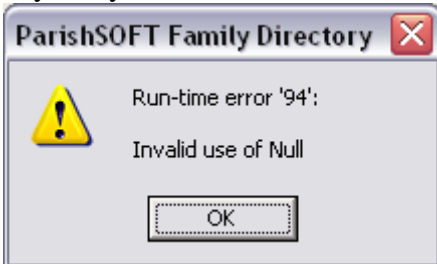 ParishSOFT Family Directory
Run-time error '94':
Invalid use of Null
OK